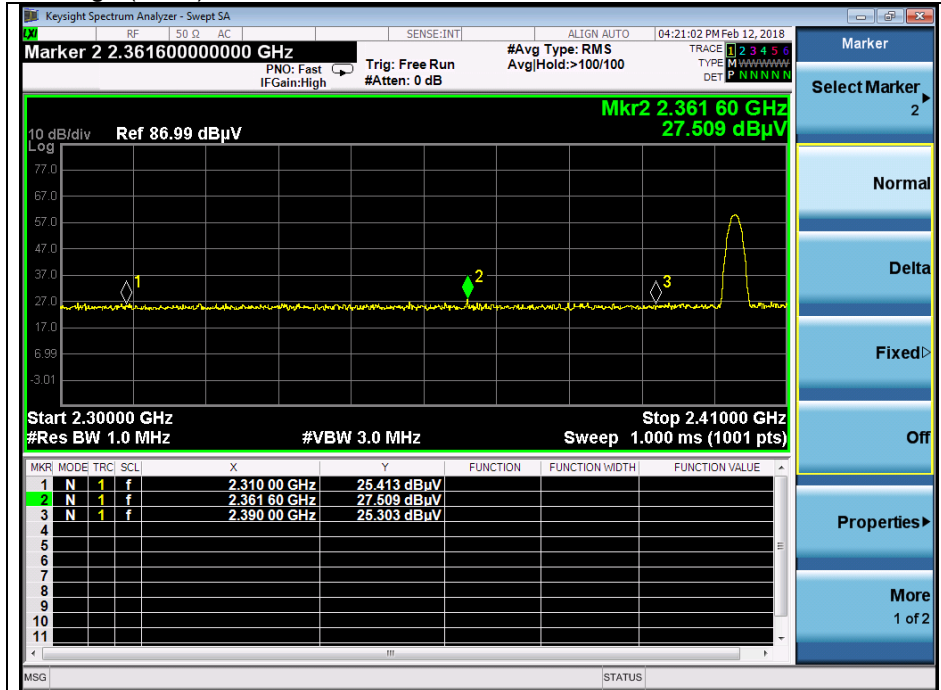 Keysight Spectrum Analyzer - Swept SA
LXI RF 50 Ω AC SENSE:INT ALIGN AUTO 04:21:02 PM Feb 12, 2018
Marker 2 2.361600000000 GHz
PNO: Fast
IFGain:High
Trig: Free Run
#Atten: 0 dB
#Avg Type: RMS
Avg|Hold:>100/100
TRACE 1 2 3 4 5 6
TYPE M WWWWW
DET P N N N N N
Mkr2 2.361 60 GHz
27.509 dBµV
10 dB/div Ref 86.99 dBµV
Log
77.0
67.0
57.0
47.0
37.0
27.0
17.0
6.99
-3.01
1
2
3
Start 2.30000 GHz
Stop 2.41000 GHz
#Res BW 1.0 MHz #VBW 3.0 MHz Sweep 1.000 ms (1001 pts)
MKR MODE TRC SCL X Y FUNCTION FUNCTION WIDTH FUNCTION VALUE
1 N 1 f 2.310 00 GHz 25.413 dBµV
2 N 1 f 2.361 60 GHz 27.509 dBµV
3 N 1 f 2.390 00 GHz 25.303 dBµV
4
5
6
7
8
9
10
11
MSG STATUS
Marker
Select Marker
2
Normal
Delta
Fixed
Off
Properties
More
1 of 2